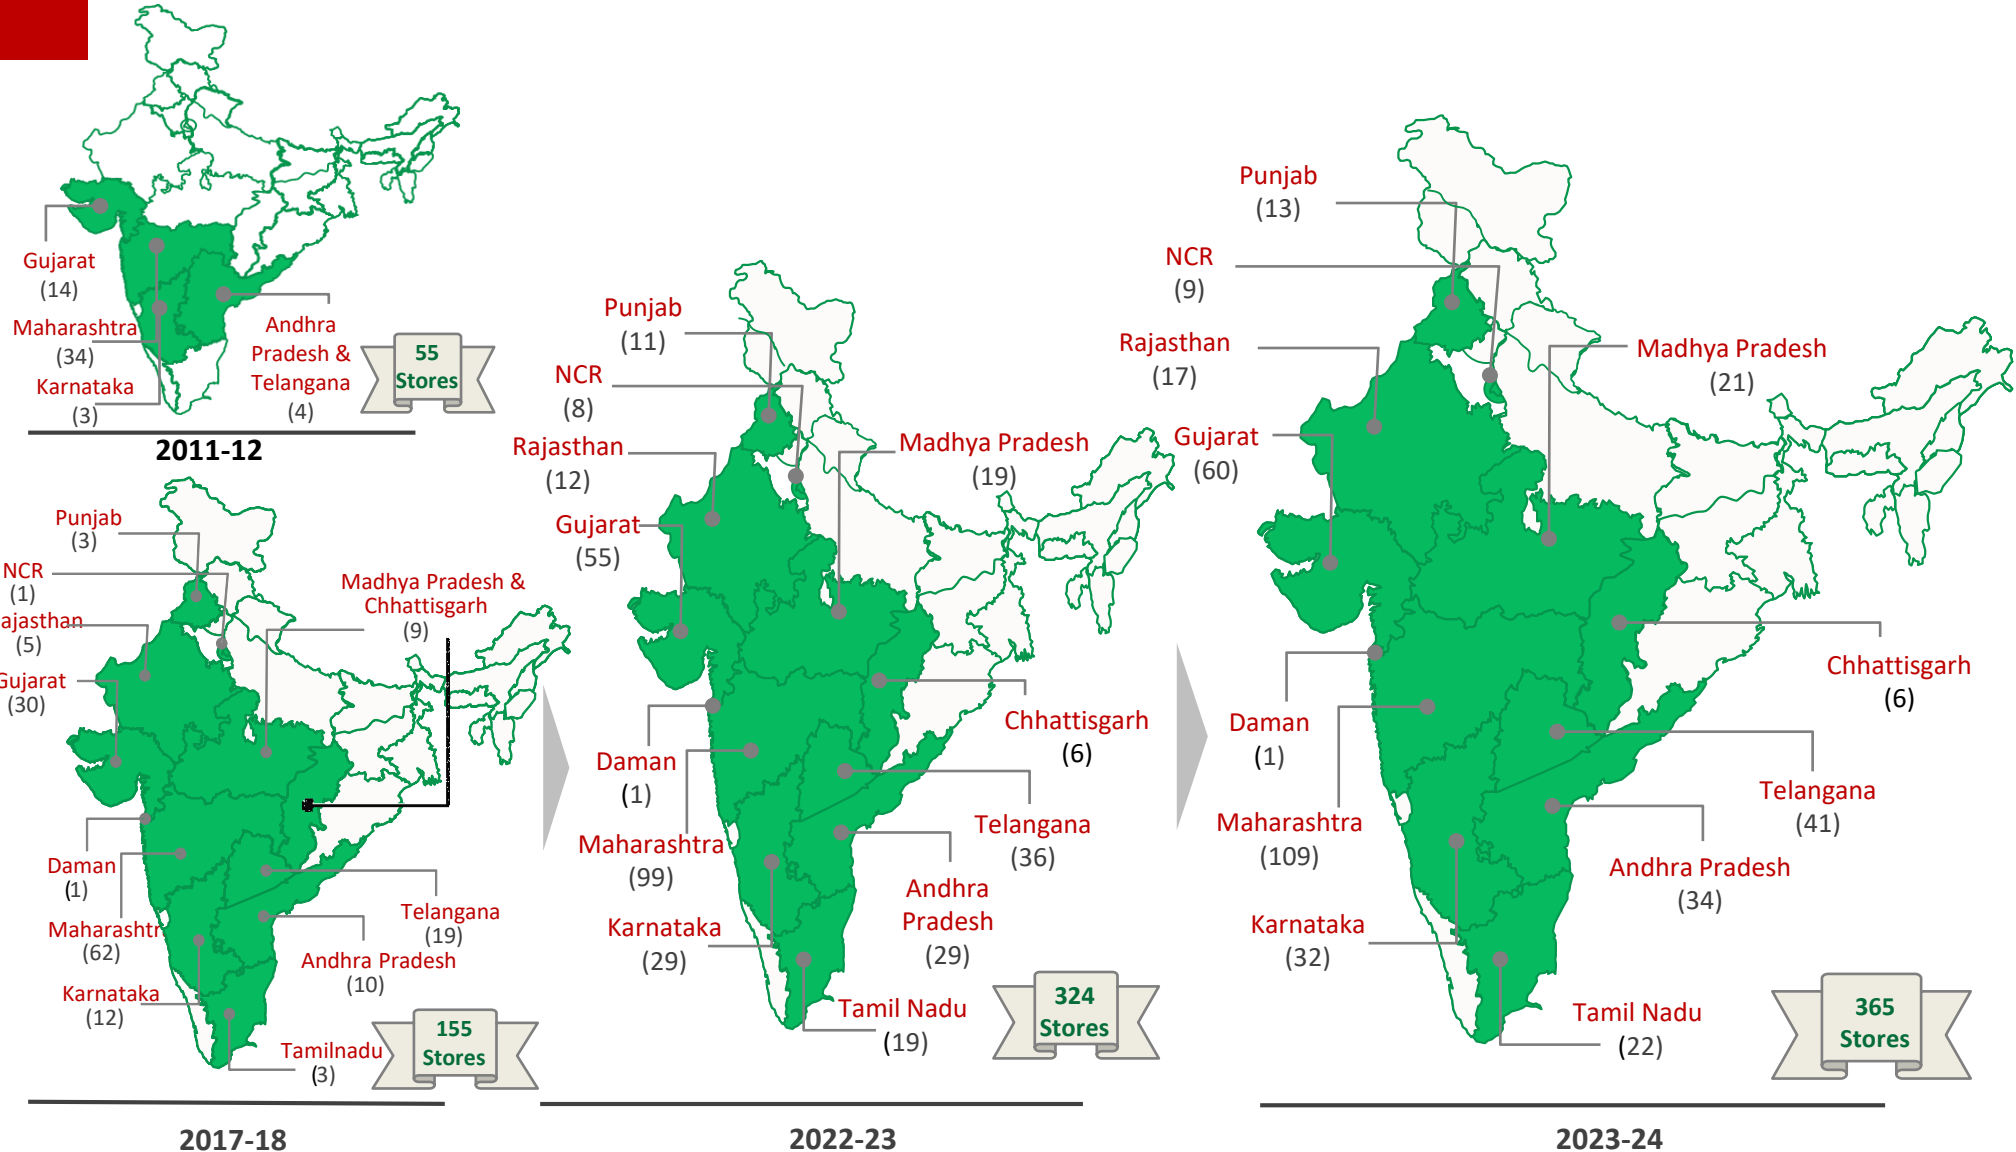 Gujarat
(14)
Maharashtra
(34)
Karnataka
(3)
Andhra
Pradesh &
Telangana
(4)
55
Stores
2011-12
Punjab
(3)
NCR
(1)
ajasthan
(5)
Gujarat
(30)
Madhya Pradesh &
Chhattisgarh
(9)
Daman
(1)
Maharashtr
(62)
Karnataka
(12)
Telangana
(19)
Andhra Pradesh
(10)
Tamilnadu
(3)
155
Stores
2017-18
Punjab
(11)
NCR
(8)
Rajasthan
(12)
Gujarat
(55)
Madhya Pradesh
(19)
Chhattisgarh
(6)
Daman
(1)
Maharashtra
(99)
Karnataka
(29)
Telangana
(36)
Andhra
Pradesh
(29)
Tamil Nadu
(19)
324
Stores
2022-23
Punjab
(13)
NCR
(9)
Rajasthan
(17)
Gujarat
(60)
Madhya Pradesh
(21)
Chhattisgarh
(6)
Daman
(1)
Maharashtra
(109)
Karnataka
(32)
Telangana
(41)
Andhra Pradesh
(34)
Tamil Nadu
(22)
365
Stores
2023-24